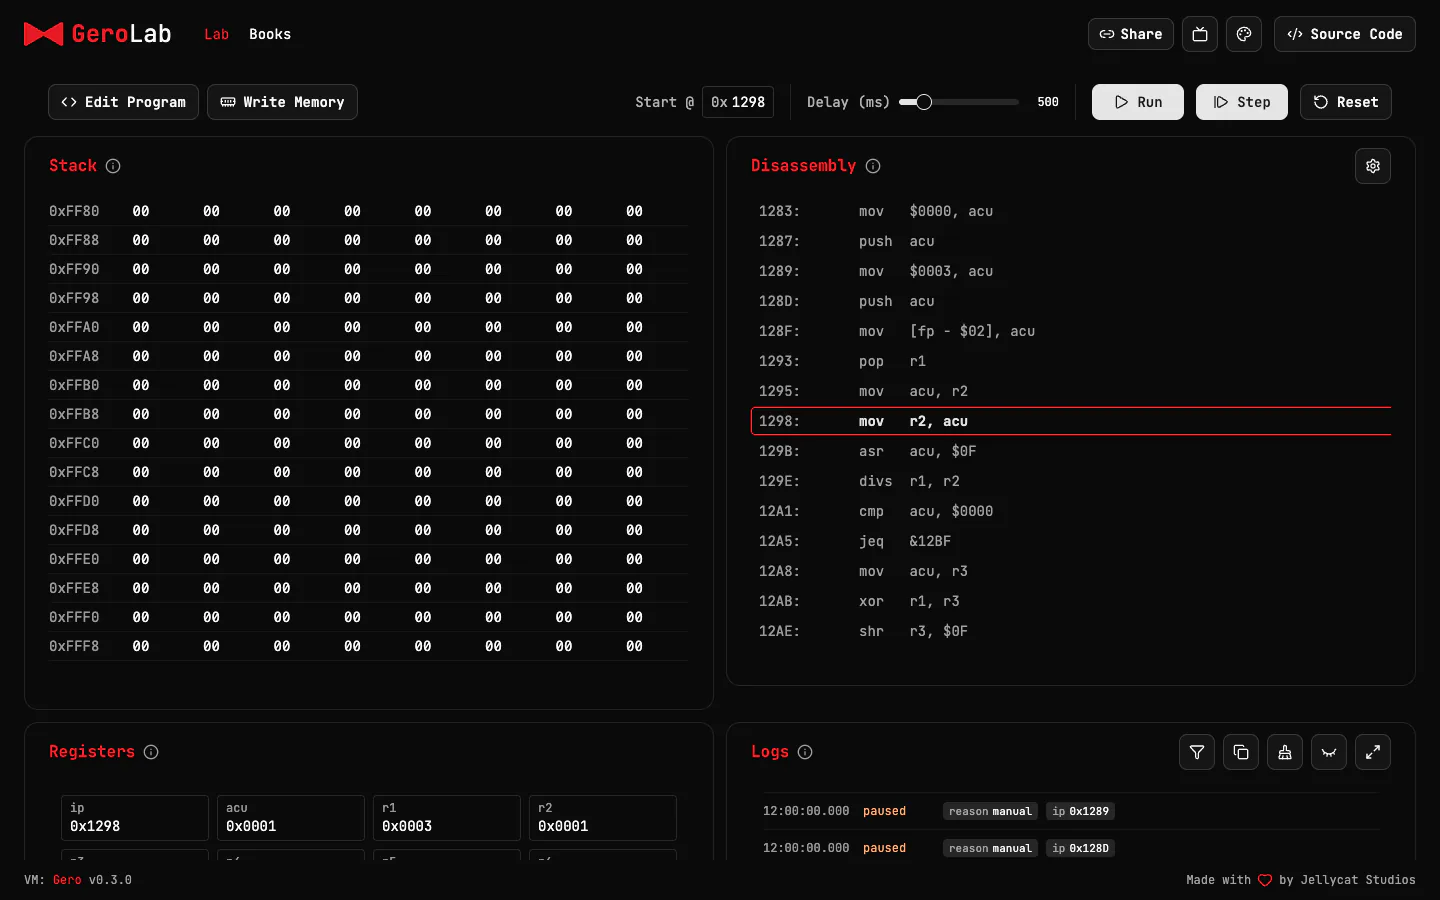 GeroLab Lab Books Share Source Code
Edit Program Write Memory Start @ 0x 1298 Delay (ms) 500 Run Step Reset
Stack
0xFF80 00 00 00 00 00 00 00 00
0xFF88 00 00 00 00 00 00 00 00
0xFF90 00 00 00 00 00 00 00 00
0xFF98 00 00 00 00 00 00 00 00
0xFFA0 00 00 00 00 00 00 00 00
0xFFA8 00 00 00 00 00 00 00 00
0xFFB0 00 00 00 00 00 00 00 00
0xFFB8 00 00 00 00 00 00 00 00
0xFFC0 00 00 00 00 00 00 00 00
0xFFC8 00 00 00 00 00 00 00 00
0xFFD0 00 00 00 00 00 00 00 00
0xFFD8 00 00 00 00 00 00 00 00
0xFFE0 00 00 00 00 00 00 00 00
0xFFE8 00 00 00 00 00 00 00 00
0xFFF0 00 00 00 00 00 00 00 00
0xFFF8 00 00 00 00 00 00 00 00
Disassembly
1283: mov $0000, acu
1287: push acu
1289: mov $0003, acu
128D: push acu
128F: mov [fp - $02], acu
1293: pop r1
1295: mov acu, r2
1298: mov r2, acu
129B: asr acu, $0F
129E: divs r1, r2
12A1: cmp acu, $0000
12A5: jeq &12BF
12A8: mov acu, r3
12AB: xor r1, r3
12AE: shr r3, $0F
Registers
ip acu r1 r2
0x1298 0x0001 0x0003 0x0001
Logs
12:00:00.000 paused reason manual ip 0x1289
12:00:00.000 paused reason manual ip 0x128D
VM: Gero v0.3.0
Made with by Jellycat Studios